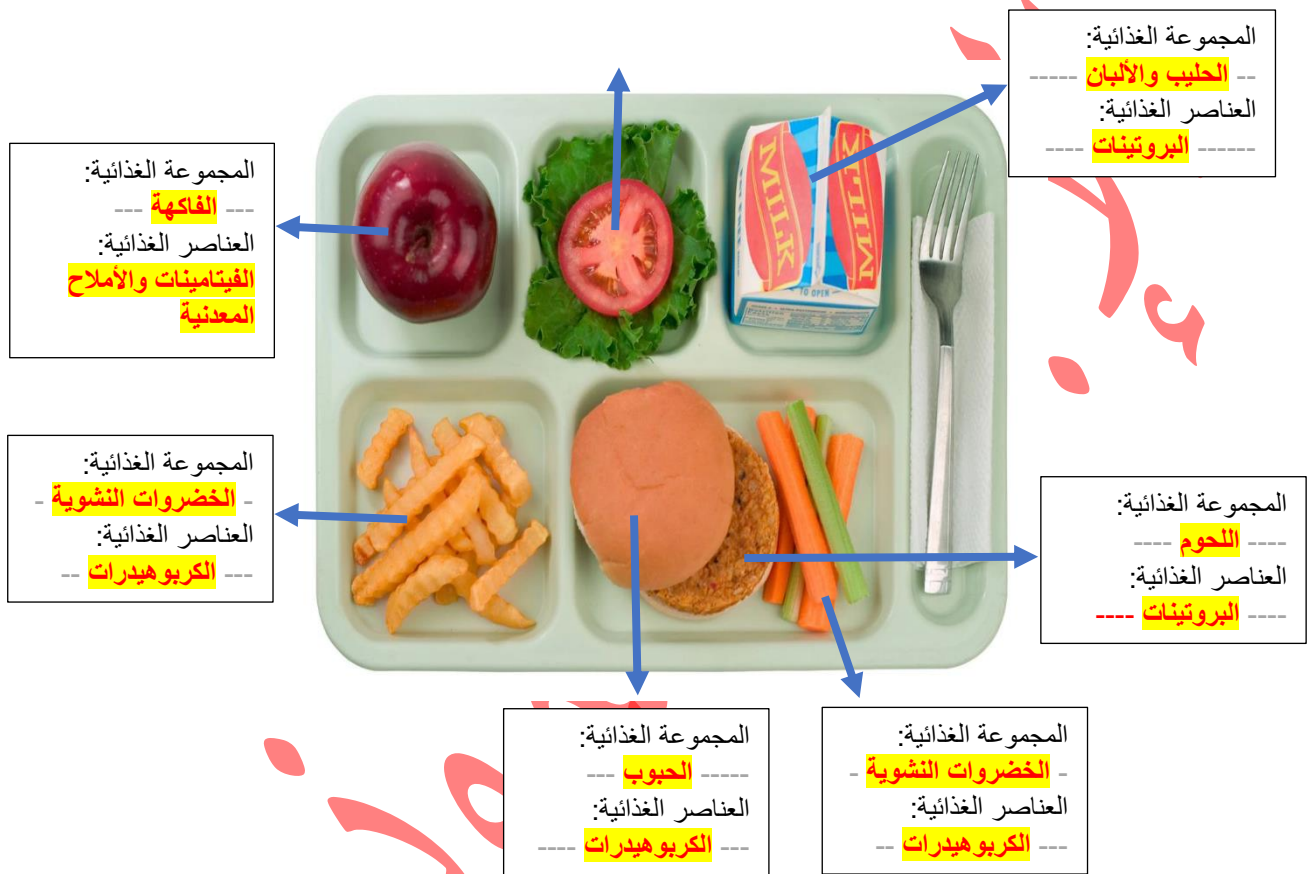 المجموعة الغذائية:
-- الحليب والألبان -----
العناصر الغذائية:
------ البروتينات ----
المجموعة الغذائية:
--- الفاكهة ---
العناصر الغذائية:
الفيتامينات والأملاح
المعدنية
MILK
MILK
TO OPEN
المجموعة الغذائية:
- الخضروات النشوية -
العناصر الغذائية:
--- الكربوهيدرات --
المجموعة الغذائية:
---- اللحوم ----
العناصر الغذائية:
---- البروتينات ----
المجموعة الغذائية:
----- الحبوب ---
العناصر الغذائية:
--- الكربوهيدرات ----
المجموعة الغذائية:
- الخضروات النشوية -
العناصر الغذائية:
--- الكربوهيدرات --